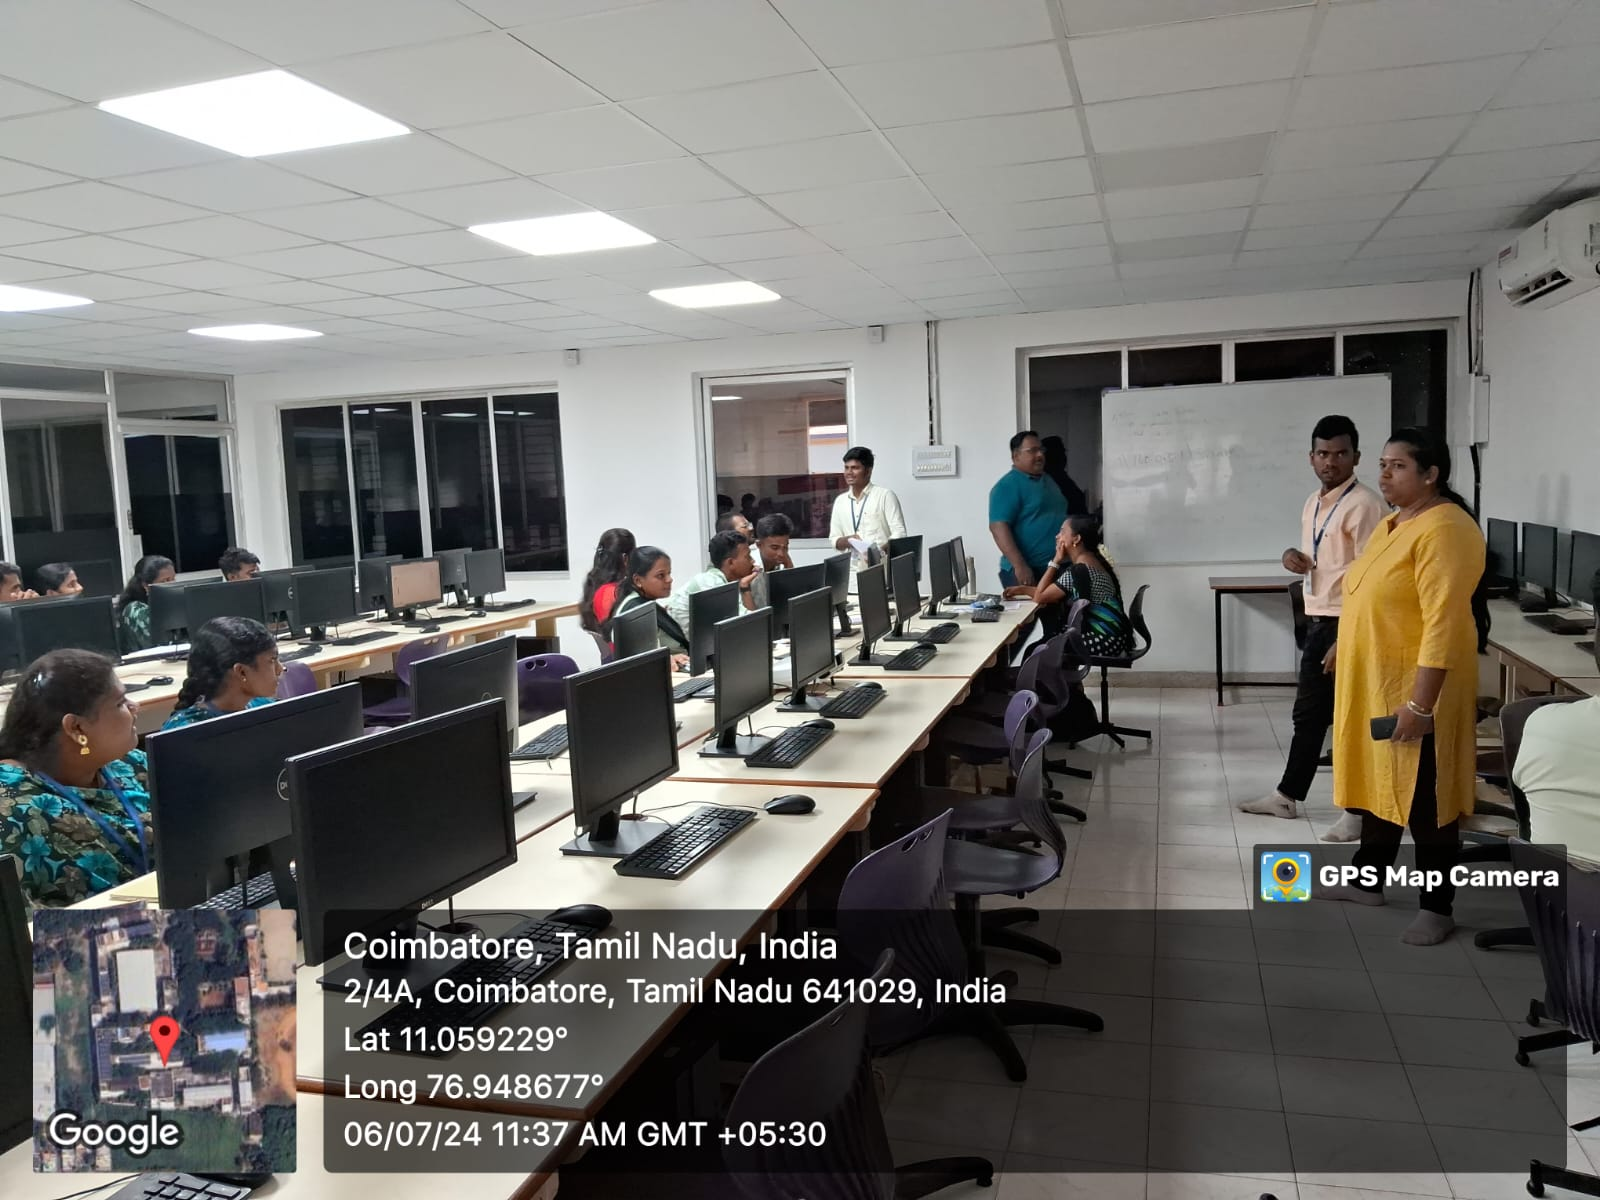 GPS Map Camera
Coimbatore, Tamil Nadu, India
2/4A, Coimbatore, Tamil Nadu 641029, India
Lat 11.059229°
Long 76.948677°
06/07/24 11:37 AM GMT +05:30
Google
DELL